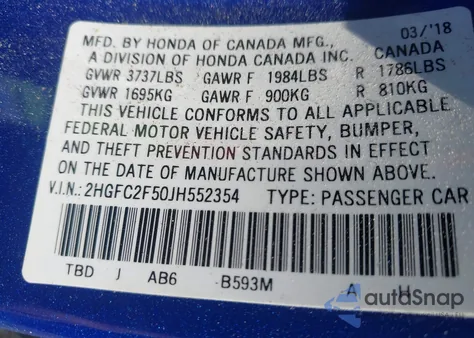 03/'18
MFD. BY HONDA OF CANADA MFG., CANADA
A DIVISION OF HONDA CANADA INC.
GVWR 3737LBS GAWR F 1984LBS R 1786LBS
GVWR 1695KG GAWR F 900KG R 810KG
THIS VEHICLE CONFORMS TO ALL APPLICABLE
FEDERAL MOTOR VEHICLE SAFETY, BUMPER,
AND THEFT PREVENTION STANDARDS IN EFFECT
ON THE DATE OF MANUFACTURE SHOWN ABOVE.
V.I.N.: 2HGFC2F50JH552354 TYPE: PASSENGER CAR
TBD J AB6 B593M A
autoSnap